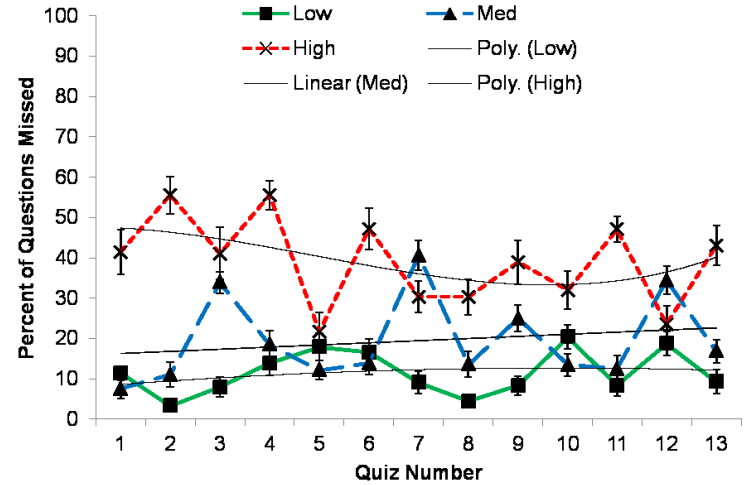 Low
Med
High
Poly. (Low)
Linear (Med)
Poly. (High)
100
90
80
70
60
50
40
30
20
10
0
Percent of Questions Missed
1 2 3 4 5 6 7 8 9 10 11 12 13
Quiz Number